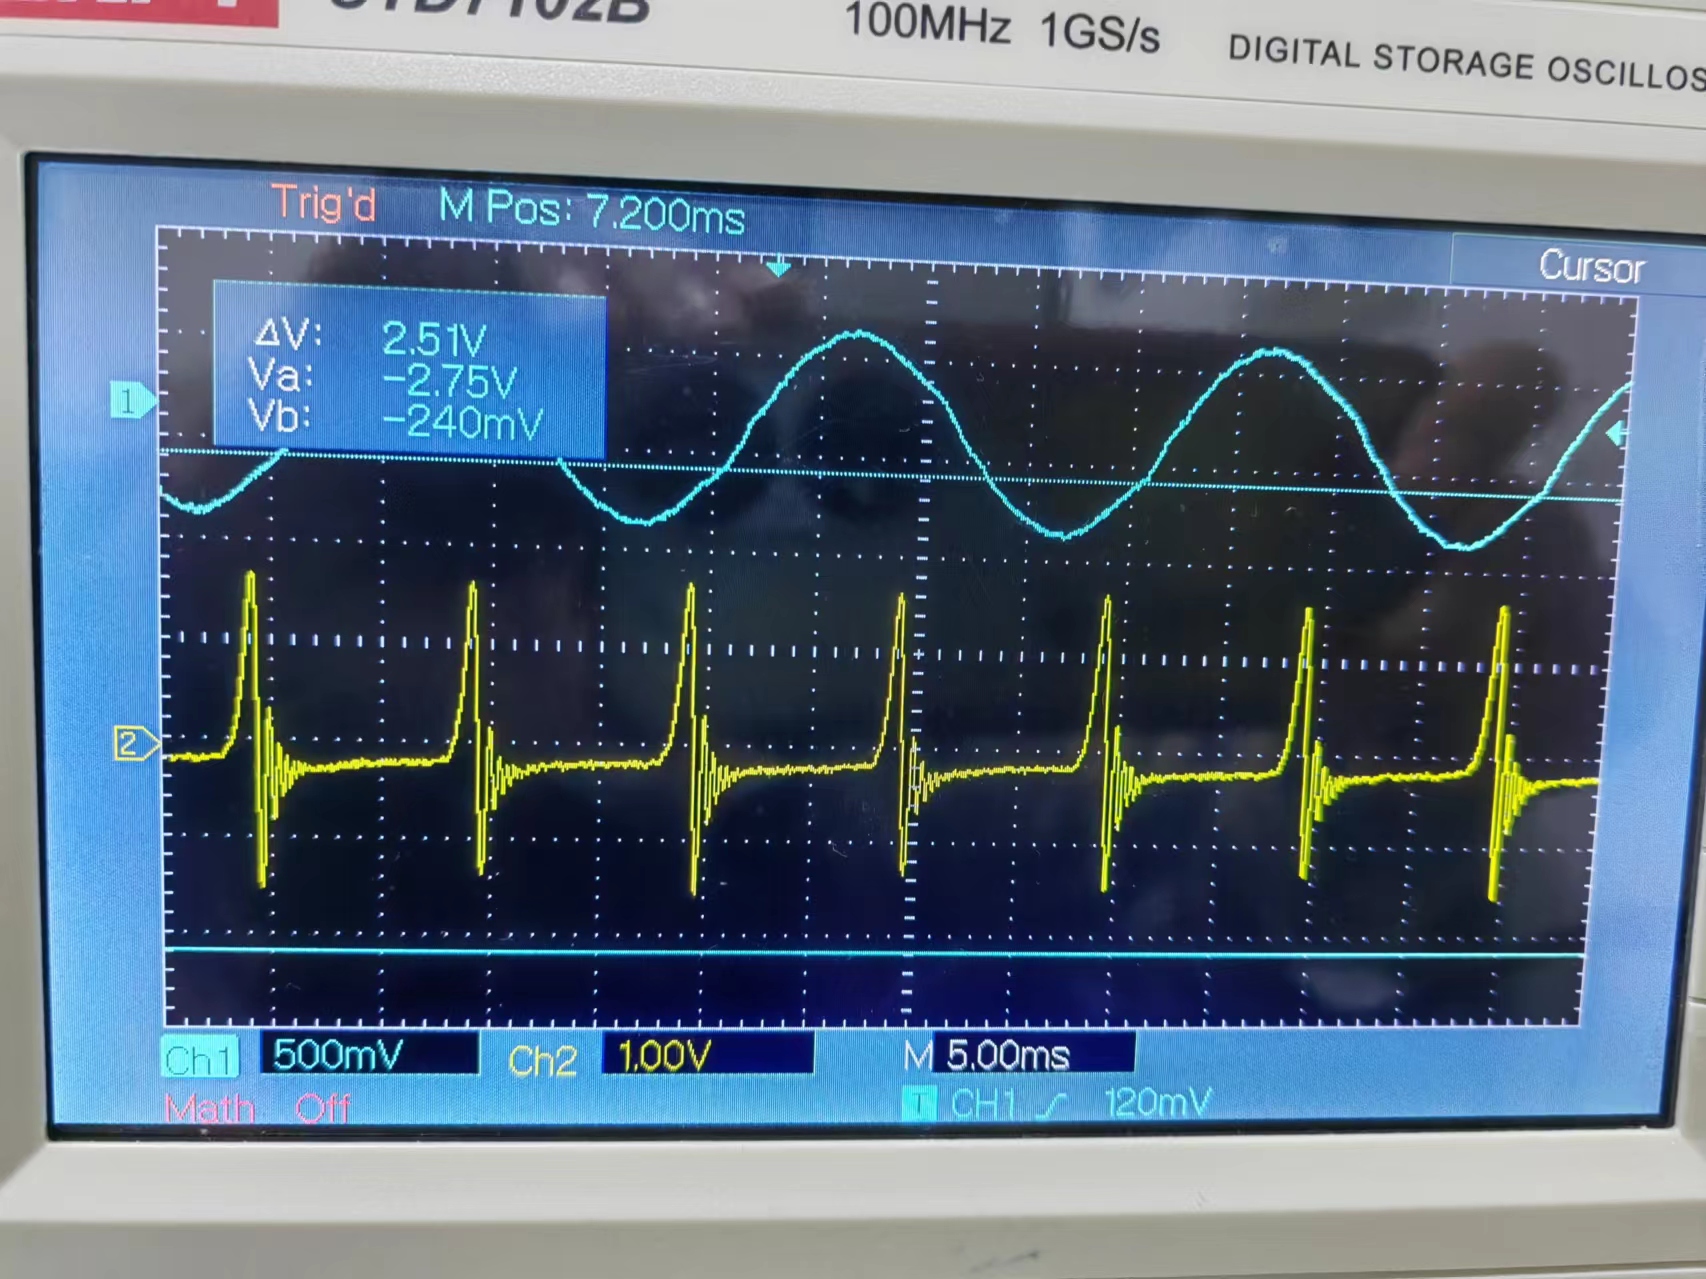 100MHz 1GS/s
DIGITAL STORAGE OSCILLOS
Trig'd M Pos: 7.200ms
Cursor
ΔV: 2.51V
Va: -2.75V
Vb: -240mV
1
2
Ch1 500mV Ch2 1.00V M 5.00ms
Math Off T CH1 120mV